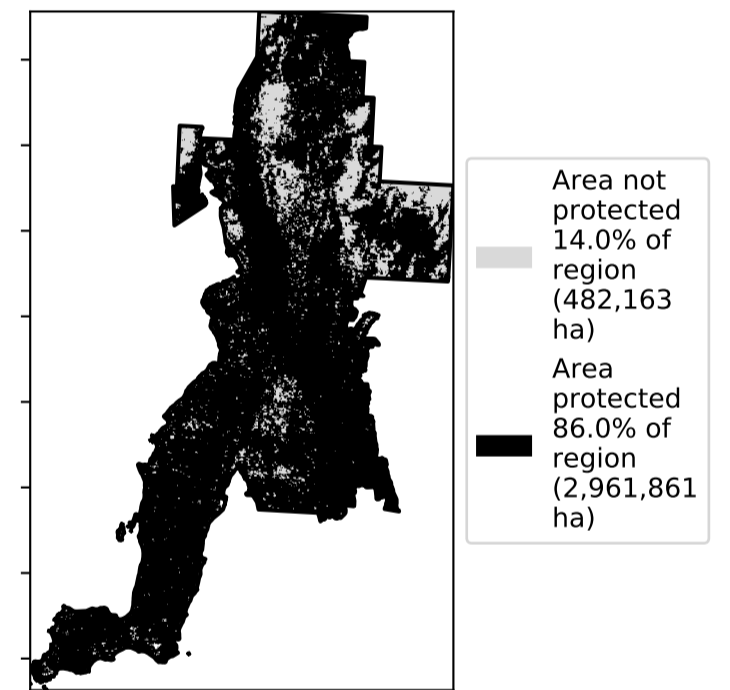 Area not
protected
14.0% of
region
(482,163
ha)
Area
protected
86.0% of
region
(2,961,861
ha)